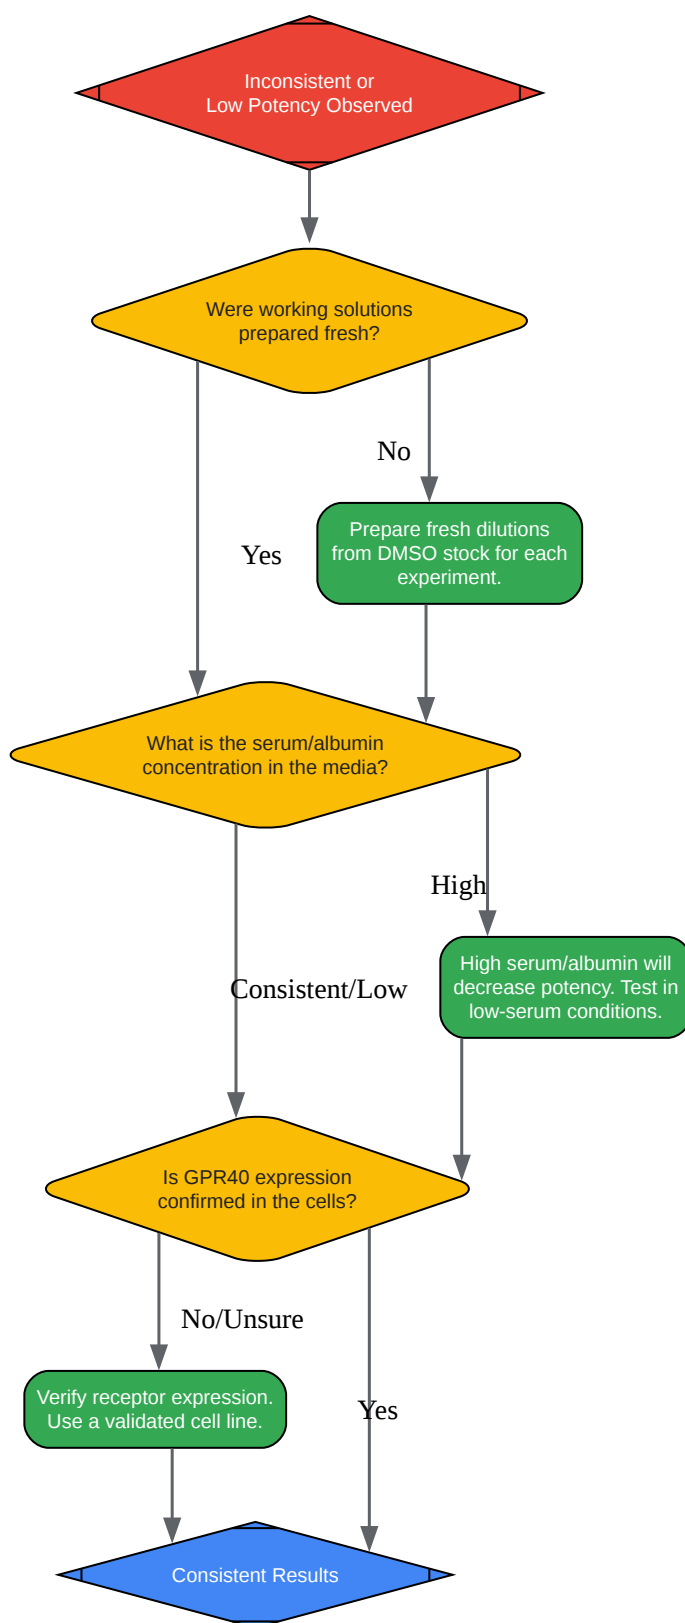 Inconsistent or
Low Potency Observed
Were working solutions
prepared fresh?
No
Yes
Prepare fresh dilutions
from DMSO stock for each
experiment.
What is the serum/albumin
concentration in the media?
High
Consistent/Low
High serum/albumin will
decrease potency. Test in
low-serum conditions.
Is GPR40 expression
confirmed in the cells?
No/Unsure
Yes
Verify receptor expression.
Use a validated cell line.
Consistent Results